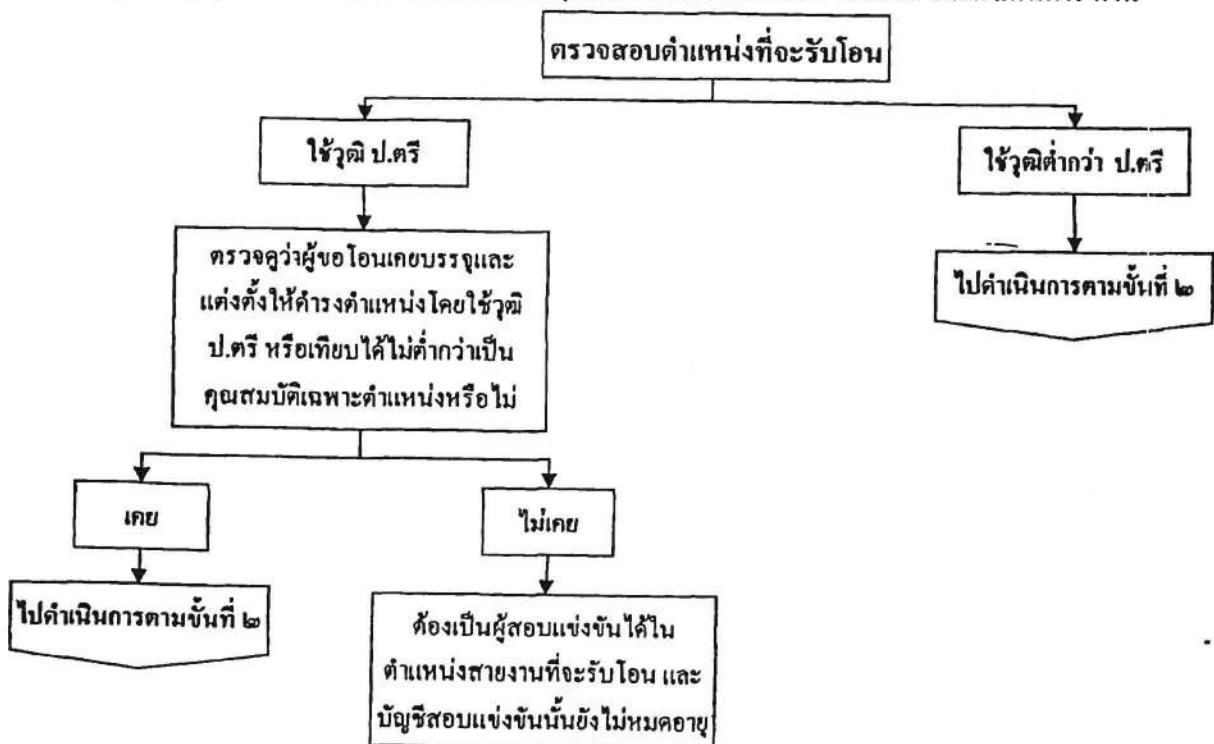 ตรวจสอบตำแหน่งที่จะรับโอน
ใช้วุฒิ ป.ตรี
ใช้วุฒิต่ำกว่า ป.ตรี
ตรวจดูว่าผู้ขอโอนเคยบรรจุและ
แต่งตั้งให้ดำรงตำแหน่งโดยใช้วุฒิ
ป.ตรี หรือเทียบได้ไม่ต่ำกว่าเป็น
คุณสมบัติเฉพาะตำแหน่งหรือไม่
ไปดำเนินการตามขั้นที่ ๒
เคย
ไม่เคย
ไปดำเนินการตามขั้นที่ ๒
ต้องเป็นผู้สอบแข่งขันได้ใน
ตำแหน่งสายงานที่จะรับโอน และ
บัญชีสอบแข่งขันนั้นยังไม่หมดอายุ